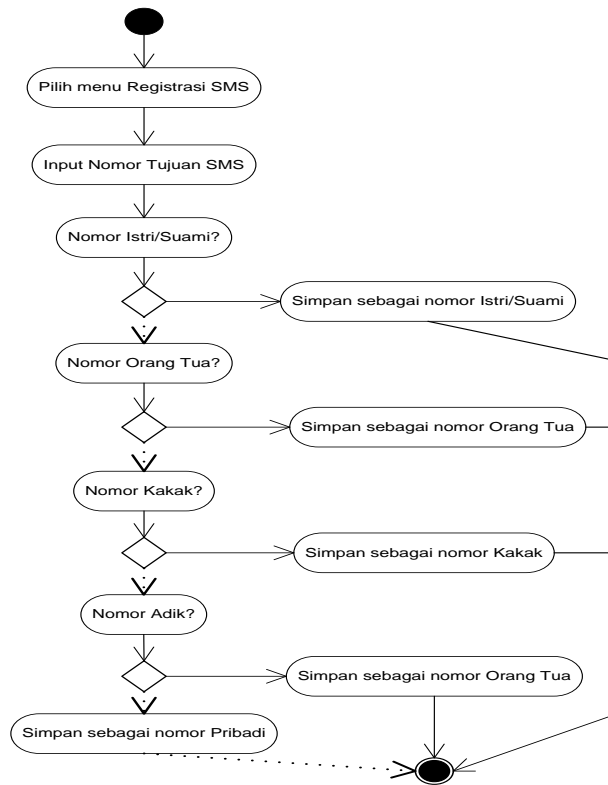 Pilih menu Registrasi SMS
Input Nomor Tujuan SMS
Nomor Istri/Suami?
Simpan sebagai nomor Istri/Suami
Nomor Orang Tua?
Simpan sebagai nomor Orang Tua
Nomor Kakak?
Simpan sebagai nomor Kakak
Nomor Adik?
Simpan sebagai nomor Orang Tua
Simpan sebagai nomor Pribadi